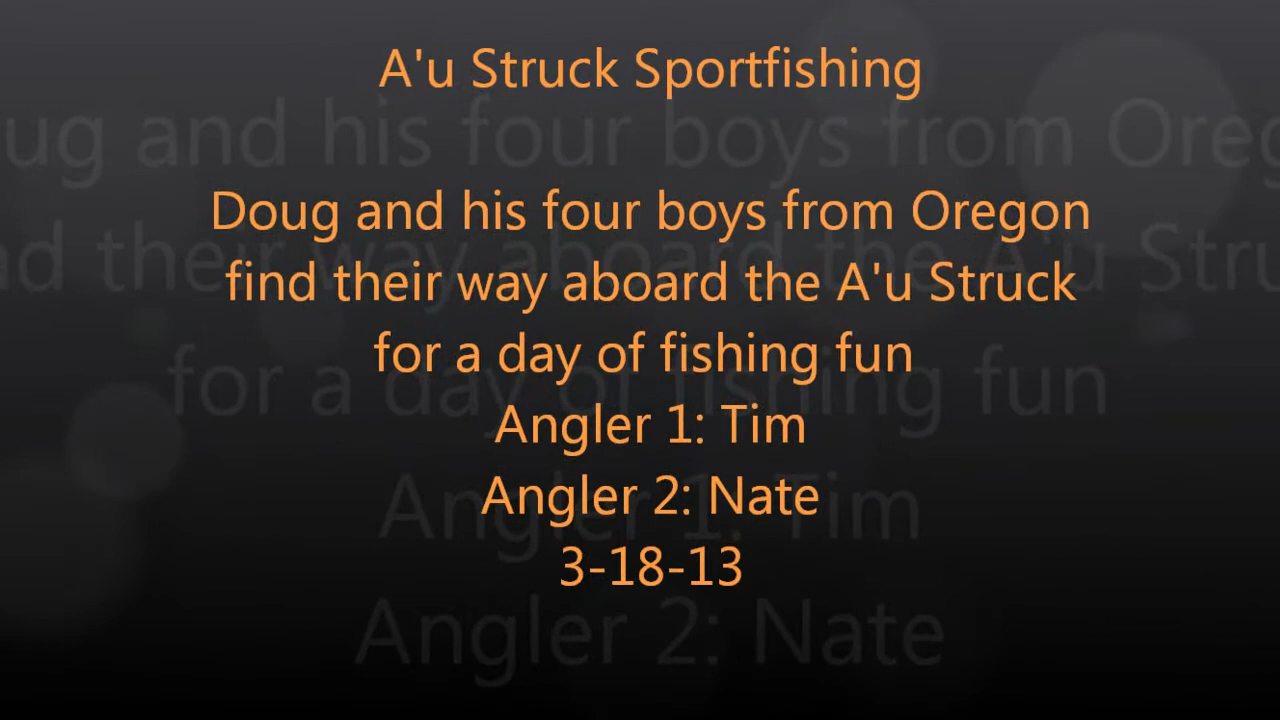 A'u Struck Sportfishing
Doug and his four boys from Oregon
find their way aboard the A'u Struck
for a day of fishing fun
Angler 1: Tim
Angler 2: Nate
3-18-13